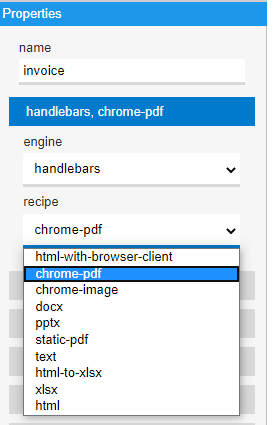 Properties
name
invoice
handlebars, chrome-pdf
engine
handlebars
recipe
chrome-pdf
html-with-browser-client
chrome-pdf
chrome-image
docx
pptx
static-pdf
text
html-to-xlsx
xlsx
html